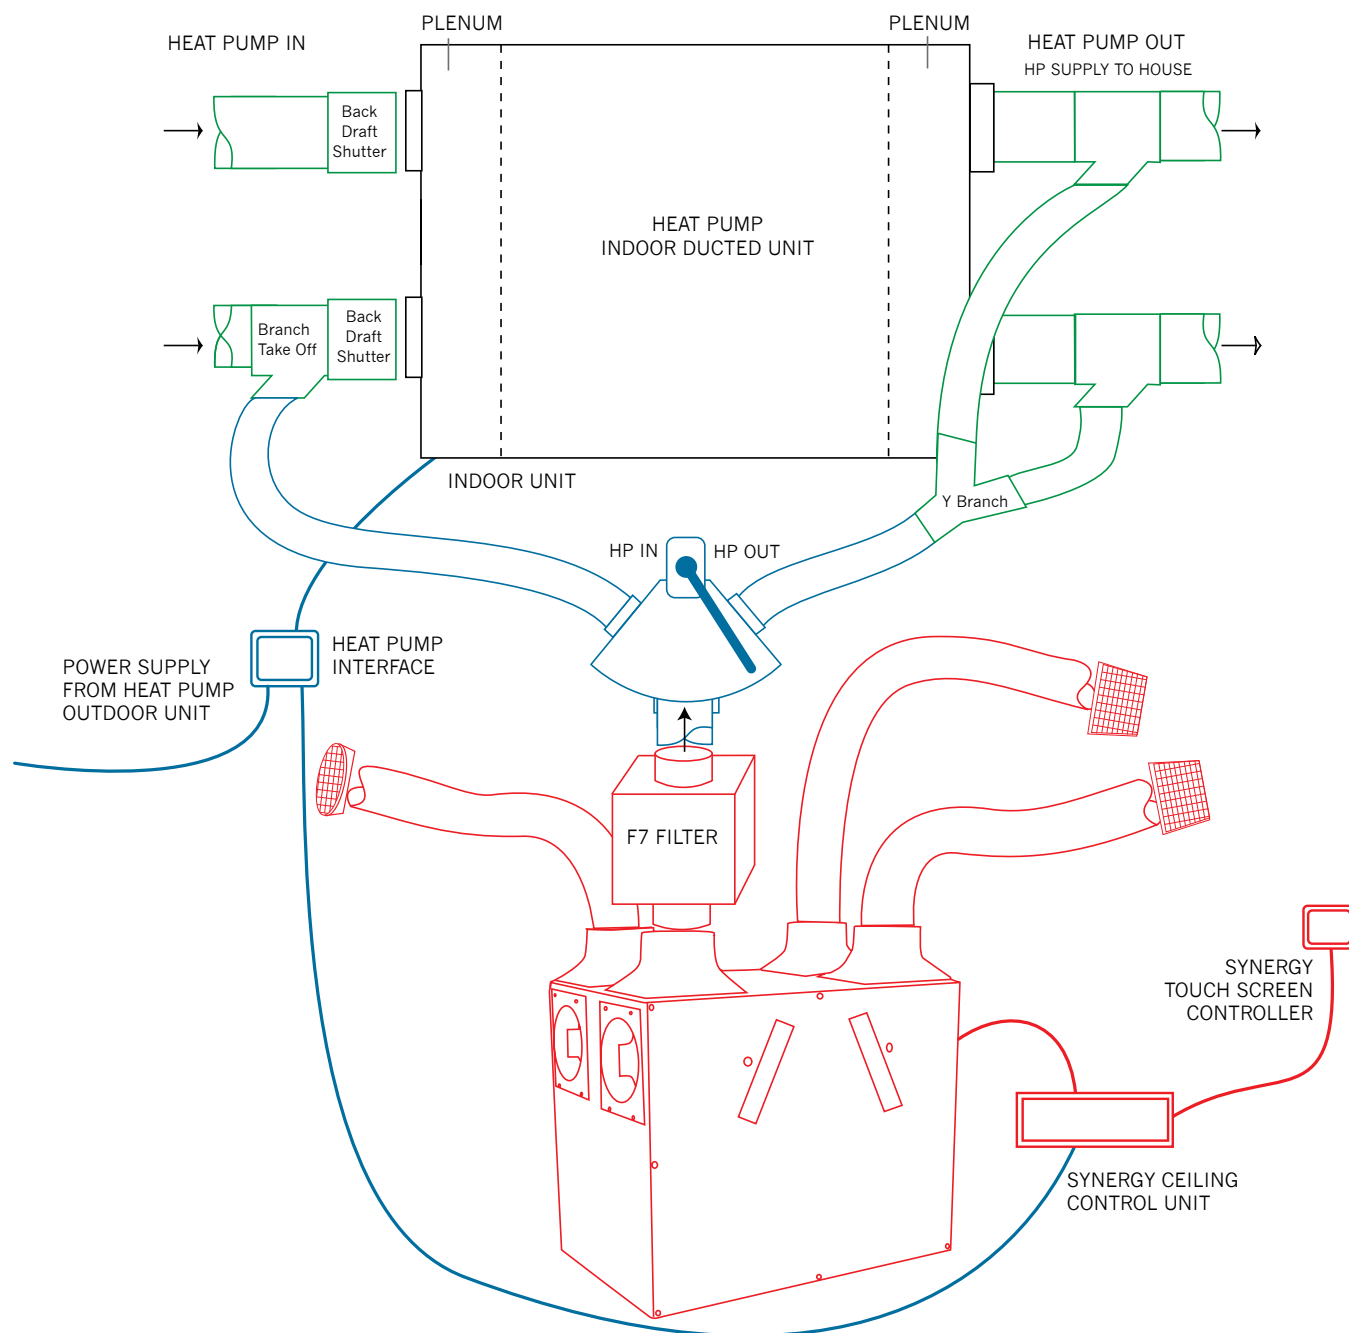 PLENUM
PLENUM
HEAT PUMP IN
HEAT PUMP OUT
HP SUPPLY TO HOUSE
Back
Draft
Shutter
HEAT PUMP
INDOOR DUCTED UNIT
Branch
Take Off
Back
Draft
Shutter
INDOOR UNIT
Y Branch
HP IN
HP OUT
HEAT PUMP
INTERFACE
POWER SUPPLY
FROM HEAT PUMP
OUTDOOR UNIT
F7 FILTER
SYNERGY
TOUCH SCREEN
CONTROLLER
SYNERGY CEILING
CONTROL UNIT